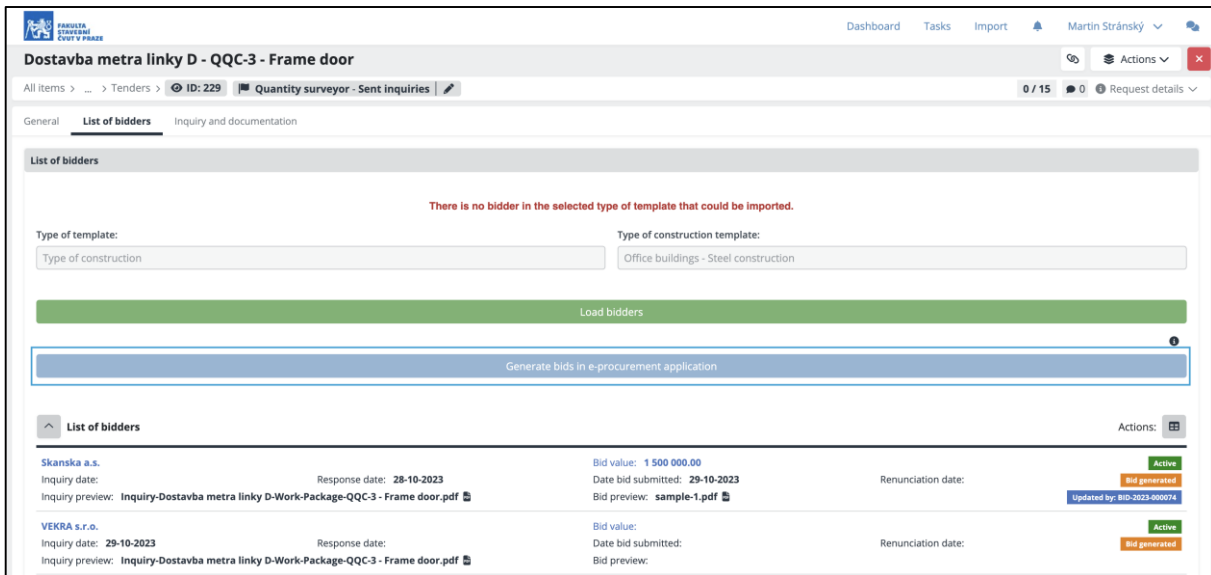 FAKULTA
STAVEBNÍ
ČVUT V PRAZE
Dashboard Tasks Import Martin Stránský
Dostavba metra linky D - QQC-3 - Frame door
Actions
All items > ... > Tenders > ID: 229 Quantity surveyor - Sent inquiries
0 / 15 0 Request details
General List of bidders Inquiry and documentation
List of bidders
There is no bidder in the selected type of template that could be imported.
Type of template: Type of construction template:
Type of construction Office buildings - Steel construction
Load bidders
Generate bids in e-procurement application
List of bidders Actions:
Skanska a.s. Bid value: 1 500 000.00 Active
Inquiry date: Response date: 28-10-2023 Date bid submitted: 29-10-2023 Renunciation date: Bid generated
Inquiry preview: Inquiry-Dostavba metra linky D-Work-Package-QQC-3 - Frame door.pdf Bid preview: sample-1.pdf Updated by: BID-2023-000074
VEKRA s.r.o. Bid value: Active
Inquiry date: 29-10-2023 Response date: Date bid submitted: Renunciation date: Bid generated
Inquiry preview: Inquiry-Dostavba metra linky D-Work-Package-QQC-3 - Frame door.pdf Bid preview: